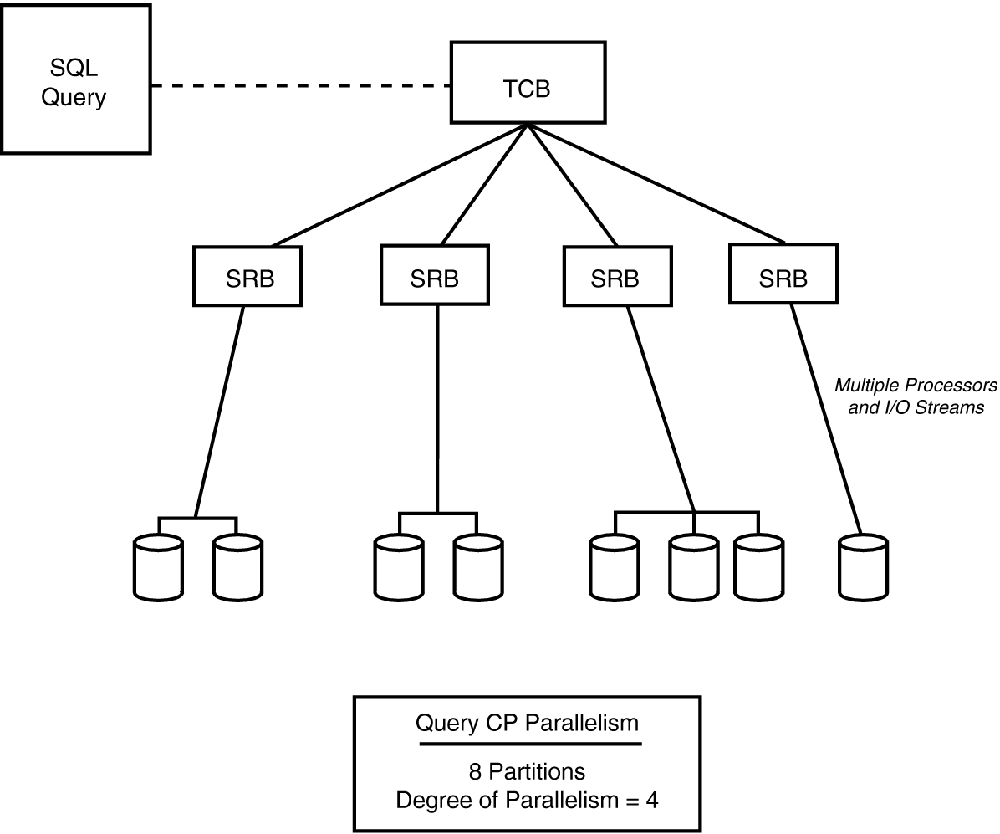 SQL
Query
TCB
SRB
SRB
SRB
SRB
Multiple Processors
and I/O Streams
Query CP Parallelism
8 Partitions
Degree of Parallelism = 4